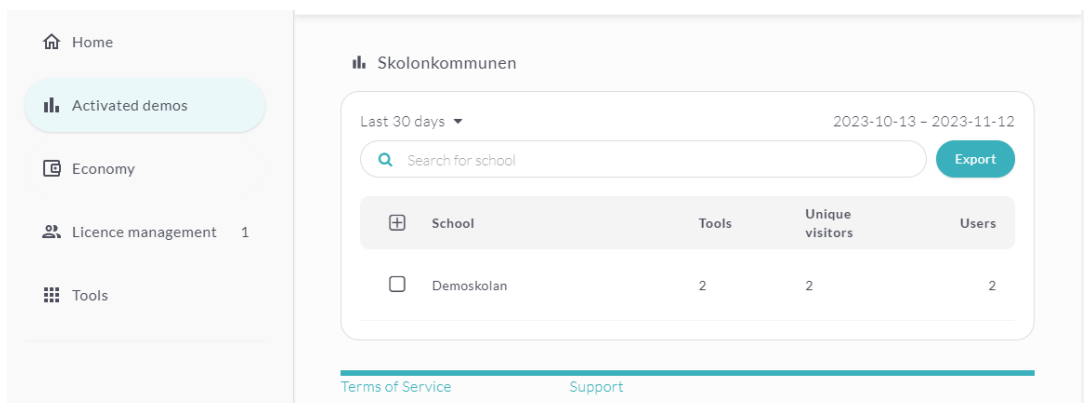 Home
Activated demos
Economy
Licence management 1
Tools
Skolonkommunen
Last 30 days 2023-10-13 – 2023-11-12
Search for school Export
School Tools Unique visitors Users
Demoskolan 2 2 2
Terms of Service Support